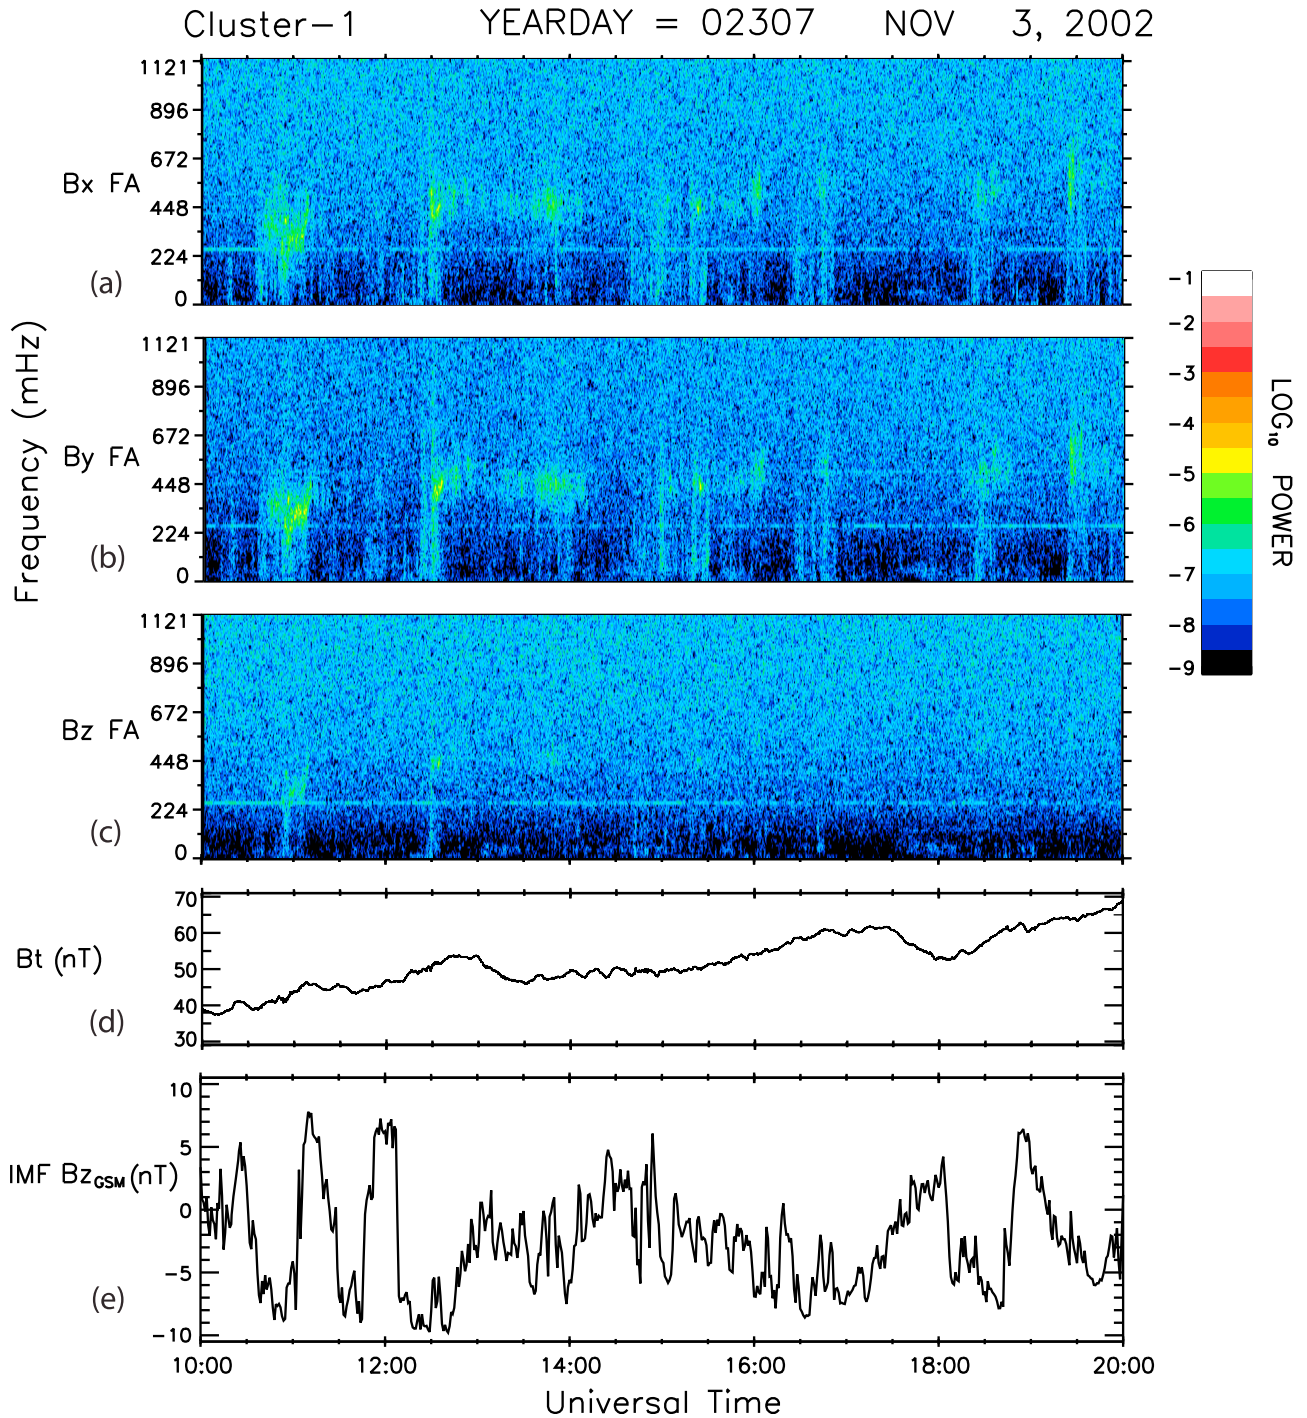 Cluster-1 YEARDAY = 02307 NOV 3, 2002
1121
896
672
448
224
0
Bx FA
(a)
1121
896
672
448
224
0
By FA
(b)
1121
896
672
448
224
0
Bz FA
(c)
Frequency (mHz)
-1
-2
-3
-4
-5
-6
-7
-8
-9
LOG₁₀ POWER
70
60
50
40
30
Bt (nT)
(d)
10
5
0
-5
-10
IMF BzGSM (nT)
(e)
10:00 12:00 14:00 16:00 18:00 20:00
Universal Time